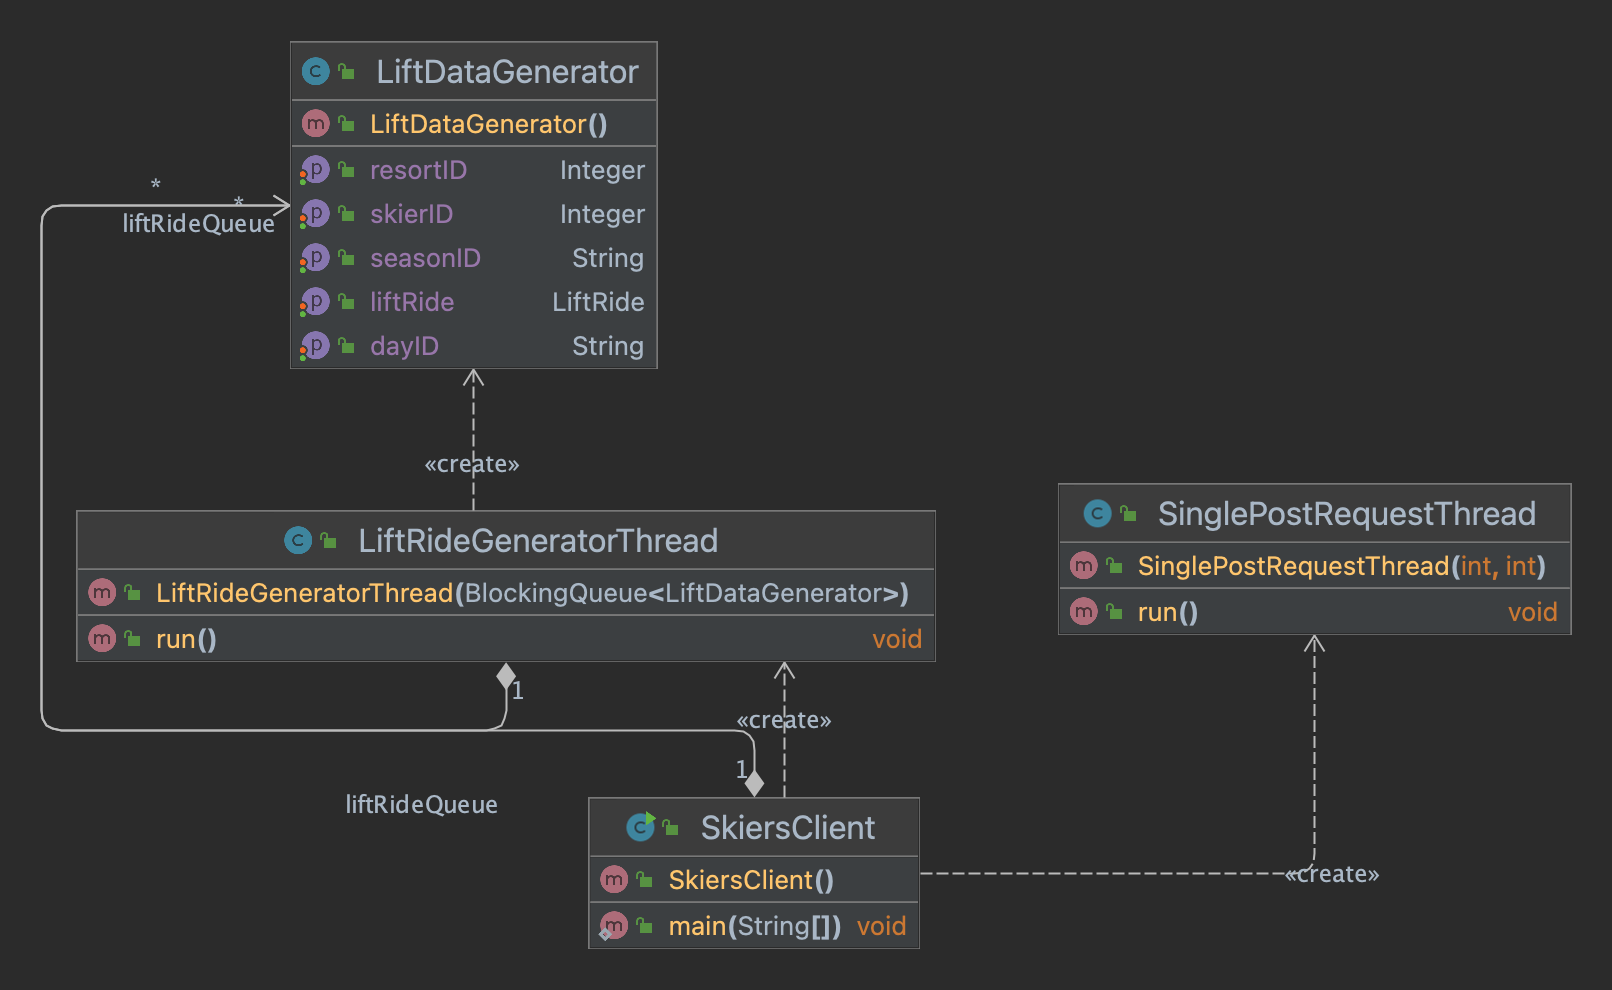 LiftDataGenerator
LiftDataGenerator()
resortID Integer
skierID Integer
seasonID String
liftRide LiftRide
dayID String
*
*
liftRideQueue
«create»
LiftRideGeneratorThread
LiftRideGeneratorThread(BlockingQueue<LiftDataGenerator>)
run() void
SinglePostRequestThread
SinglePostRequestThread(int, int)
run() void
1
«create»
1
liftRideQueue
SkiersClient
SkiersClient()
main(String[]) void
«create»